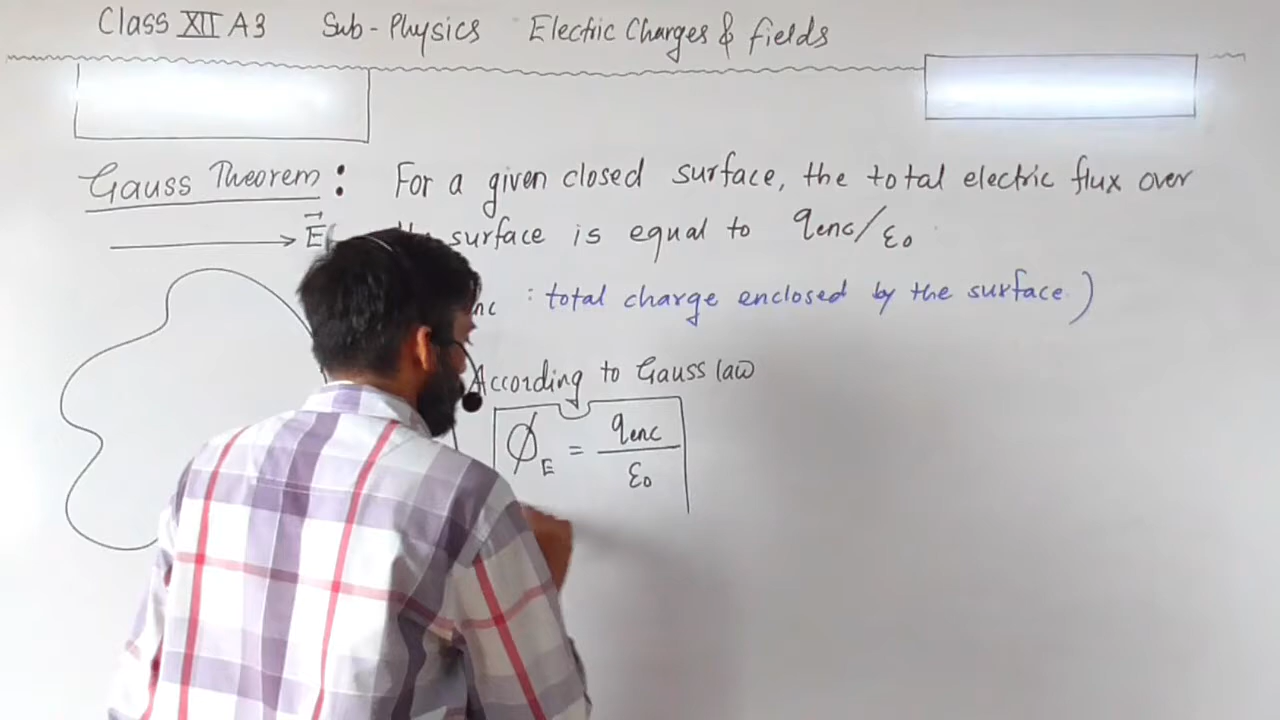 Class XII A3 Sub-Physics Electric Charges & fields
Gauss Theorem : For a given closed surface, the total electric flux over
E surface is equal to qenc/ε0
enc : total charge enclosed by the surface)
According to Gauss law
ϕE = qenc/ε0